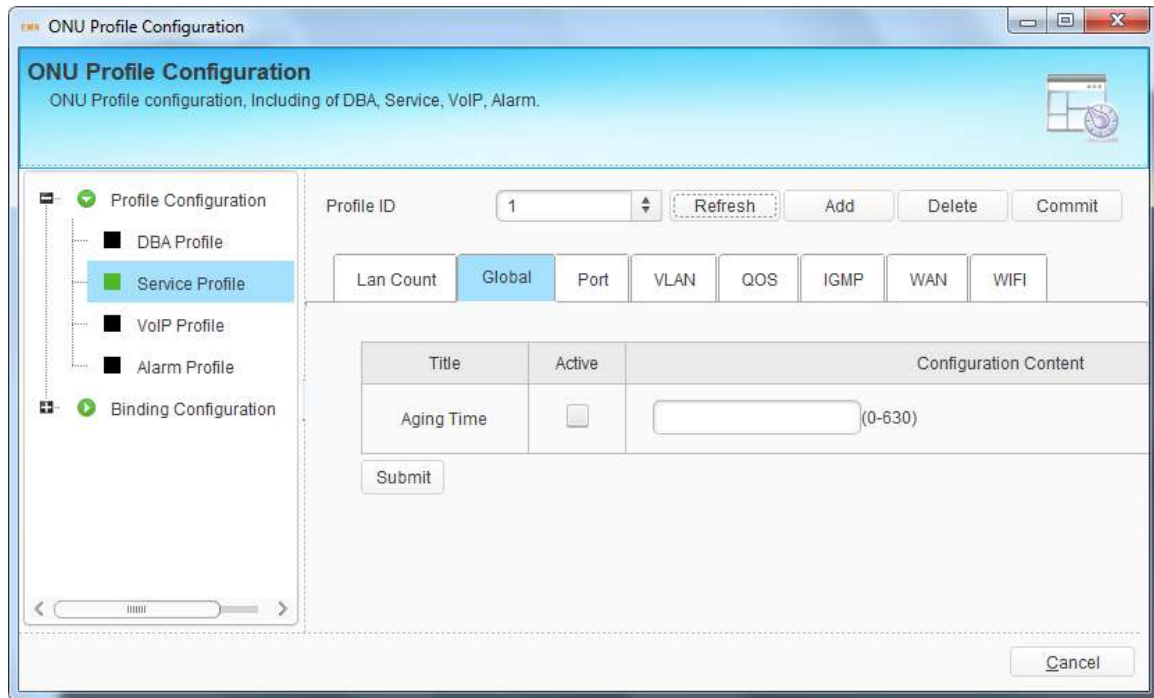 EMS ONU Profile Configuration
ONU Profile Configuration
ONU Profile configuration, Including of DBA, Service, VoIP, Alarm.
Profile Configuration
DBA Profile
Service Profile
VoIP Profile
Alarm Profile
Binding Configuration
Profile ID 1 Refresh Add Delete Commit
Lan Count Global Port VLAN QOS IGMP WAN WIFI
Title Active Configuration Content
Aging Time (0-630)
Submit
Cancel